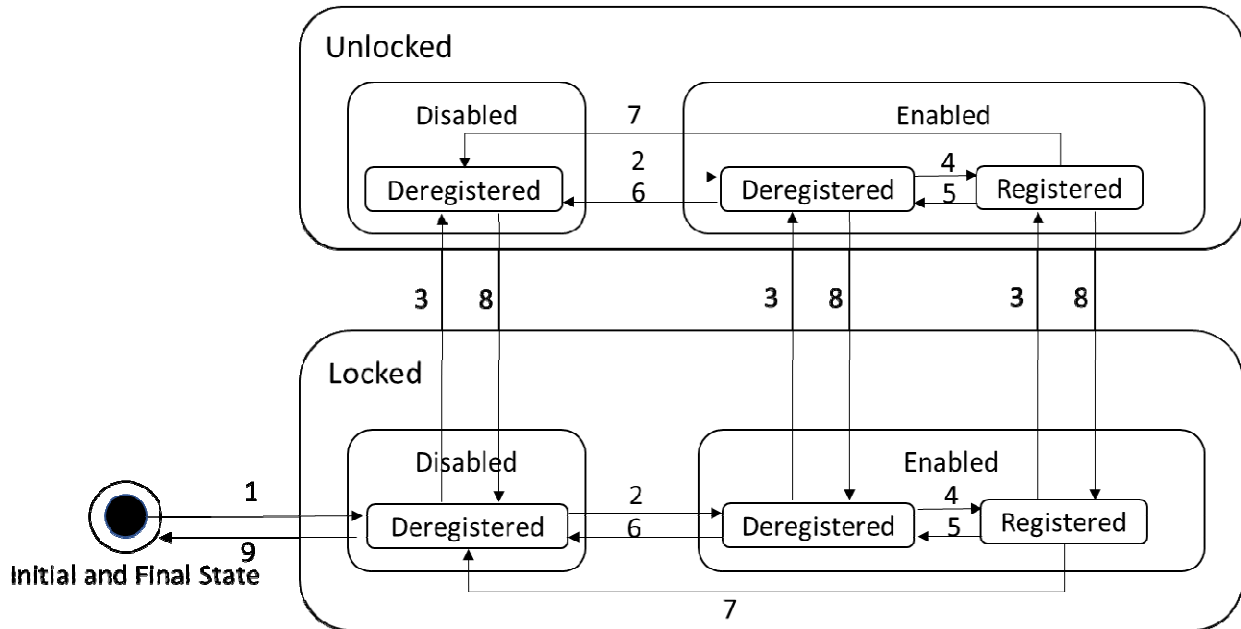 Unlocked
Disabled 7 Enabled
2 4
Deregistered Deregistered Registered
6 5
3 8 3 8 3 8
Locked
Disabled Enabled
1 2 4
Deregistered Deregistered Registered
6 5
9
Initial and Final State
7